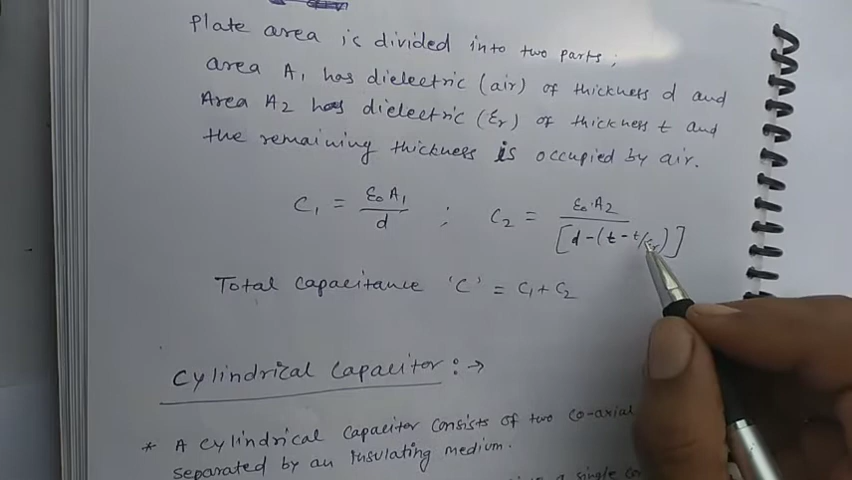 Plate area is divided into two parts;
area A1 has dielectric (air) of thickness d and
Area A2 has dielectric (εr) of thickness t and
the remaining thickness is occupied by air.
C1 = ε0 A1 / d ; C2 = ε0.A2 / [d-(t-t/εr)]
Total capacitance 'C' = C1 + C2
Cylindrical Capacitor :→
* A cylindrical capacitor consists of two co-axial
separated by an insulating medium.
a single